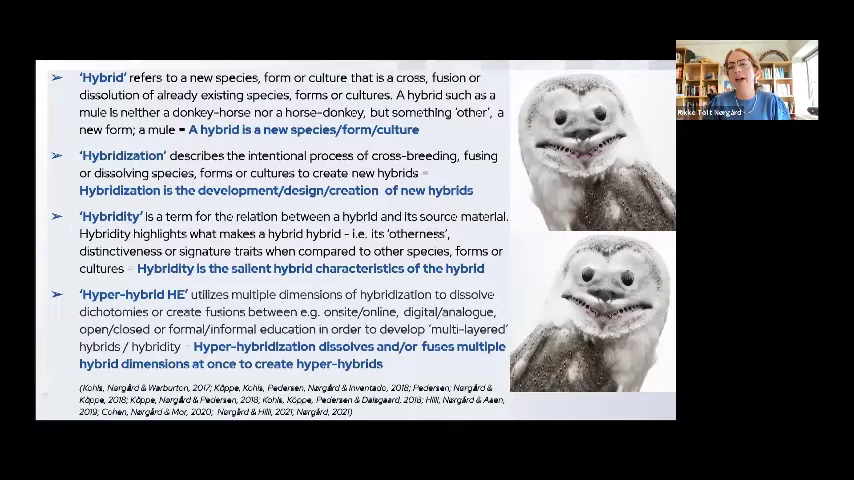 ➢ ‘Hybrid’ refers to a new species, form or culture that is a cross, fusion or
dissolution of already existing species, forms or cultures. A hybrid such as a
mule is neither a donkey-horse nor a horse-donkey, but something ‘other’, a
new form; a mule = A hybrid is a new species/form/culture
➢ ‘Hybridization’ describes the intentional process of cross-breeding, fusing
or dissolving species, forms or cultures to create new hybrids =
Hybridization is the development/design/creation of new hybrids
➢ ‘Hybridity’ is a term for the relation between a hybrid and its source material.
Hybridity highlights what makes a hybrid hybrid - i.e. its ‘otherness’,
distinctiveness or signature traits when compared to other species, forms or
cultures = Hybridity is the salient hybrid characteristics of the hybrid
➢ ‘Hyper-hybrid HE’ utilizes multiple dimensions of hybridization to dissolve
dichotomies or create fusions between e.g. onsite/online, digital/analogue,
open/closed or formal/informal education in order to develop ‘multi-layered’
hybrids / hybridity = Hyper-hybridization dissolves and/or fuses multiple
hybrid dimensions at once to create hyper-hybrids
(Kohls, Nørgård & Warburton, 2017; Köppe, Kohls, Pedersen, Nørgård & Inventado, 2018; Pedersen; Nørgård &
Köppe, 2018; Köppe, Nørgård & Pedersen, 2018; Kohls, Köppe, Pedersen & Dalsgaard, 2018; Hilli, Nørgård & Aaen,
2019; Cohen, Nørgård & Mor, 2020; Nørgård & Hilli, 2021, Nørgård, 2021)
Rikke Toft Nørgård